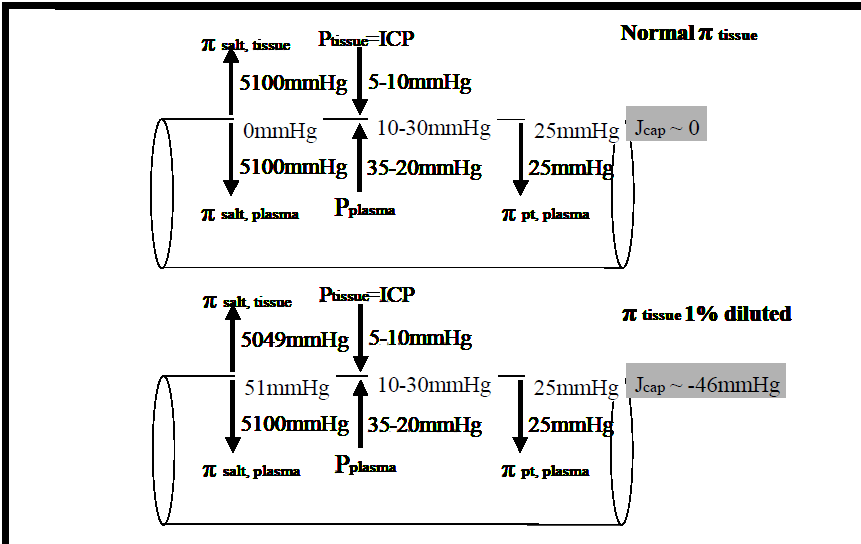 Normal π tissue
π salt, tissue
Ptissue=ICP
5100mmHg
5-10mmHg
0mmHg
10-30mmHg
25mmHg
Jcap ~ 0
5100mmHg
35-20mmHg
25mmHg
π salt, plasma
Pplasma
π pt, plasma
π salt, tissue
Ptissue=ICP
π tissue 1% diluted
5049mmHg
5-10mmHg
51mmHg
10-30mmHg
25mmHg
Jcap ~ -46mmHg
5100mmHg
35-20mmHg
25mmHg
π salt, plasma
Pplasma
π pt, plasma